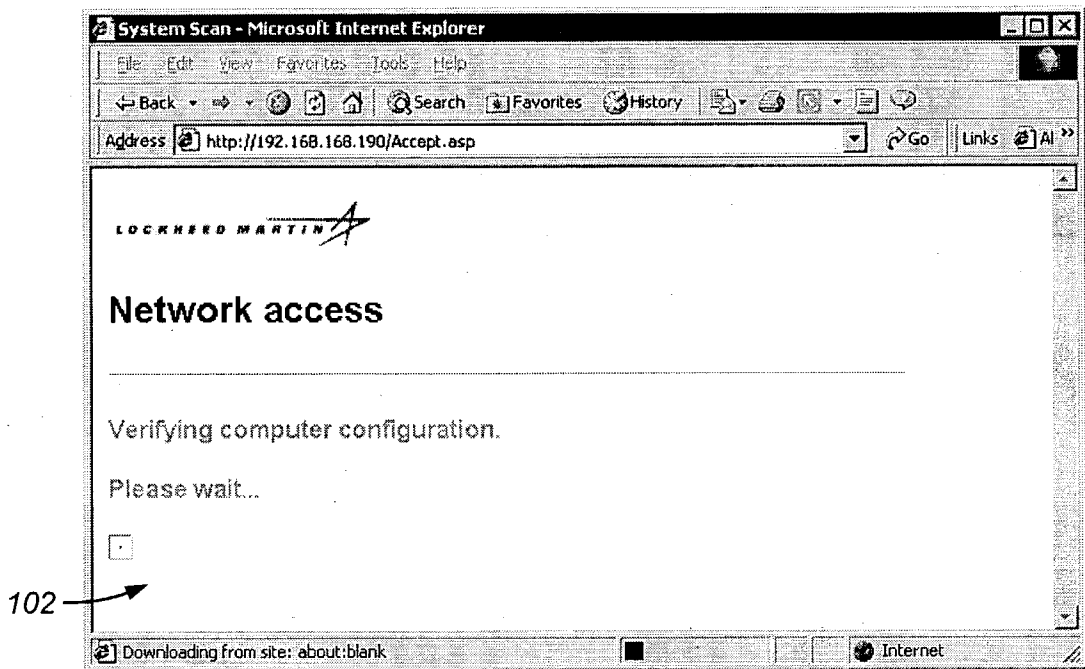 System Scan - Microsoft Internet Explorer
File Edit View Favorites Tools Help
Back Search Favorites History
Address http://192.168.168.190/Accept.asp Go Links Al »
LOCKHEED MARTIN
Network access
Verifying computer configuration.
Please wait...
102
Downloading from site: about:blank Internet